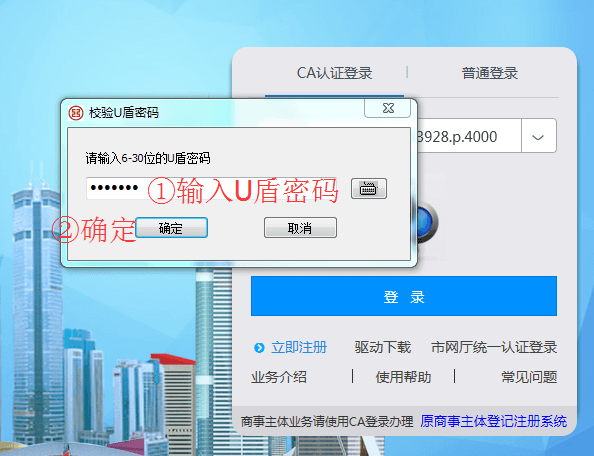 CA认证登录 | 普通登录
校验U盾密码
3928.p.4000
请输入6-30位的U盾密码
••••••• ①输入U盾密码
②确定 确定 取消
登 录
立即注册 驱动下载 市网厅统一认证登录
业务介绍 | 使用帮助 | 常见问题
商事主体业务请使用CA登录办理 原商事主体登记注册系统